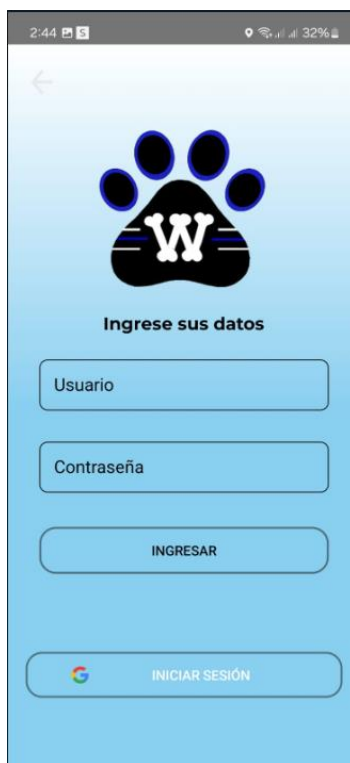 2:44 S 32%
W
Ingrese sus datos
Usuario
Contraseña
INGRESAR
G INICIAR SESIÓN